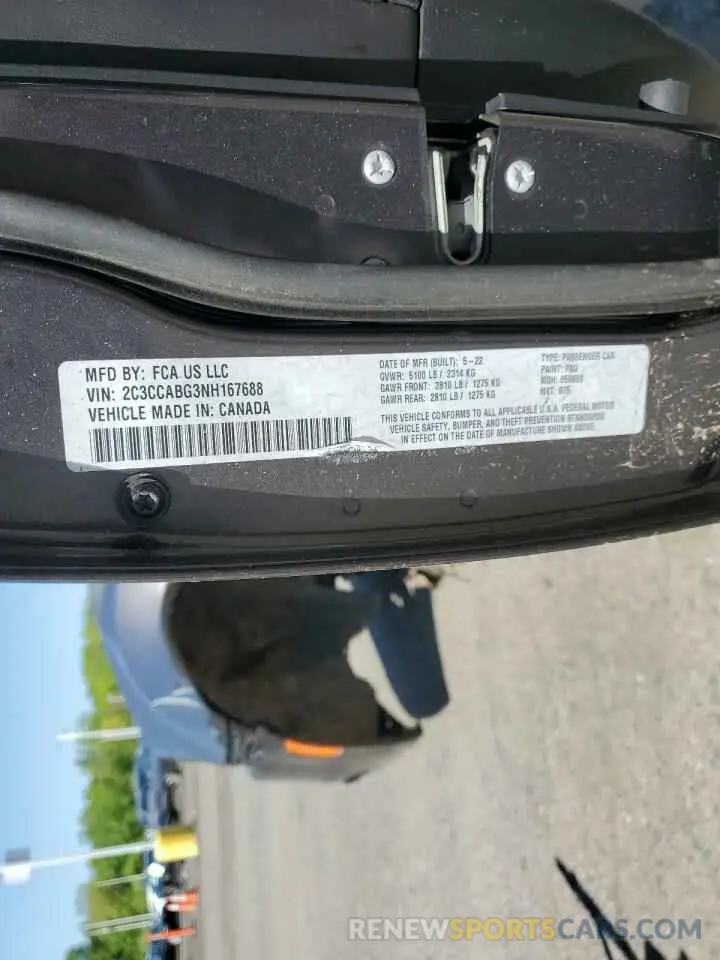 MFD BY: FCA US LLC
VIN: 2C3CCABG3NH167688
VEHICLE MADE IN: CANADA
DATE OF MFR (BUILT): 5-22
GVWR: 5100 LB / 2314 KG
GAWR FRONT: 2810 LB / 1275 KG
GAWR REAR: 2810 LB / 1275 KG
TYPE: PASSENGER CAR
PAINT:
MDH:
THIS VEHICLE CONFORMS TO ALL APPLICABLE U.S.A. FEDERAL MOTOR
VEHICLE SAFETY, BUMPER, AND THEFT PREVENTION STANDARDS
IN EFFECT ON THE DATE OF MANUFACTURE SHOWN ABOVE.
RENEWSPORTSCARS.COM